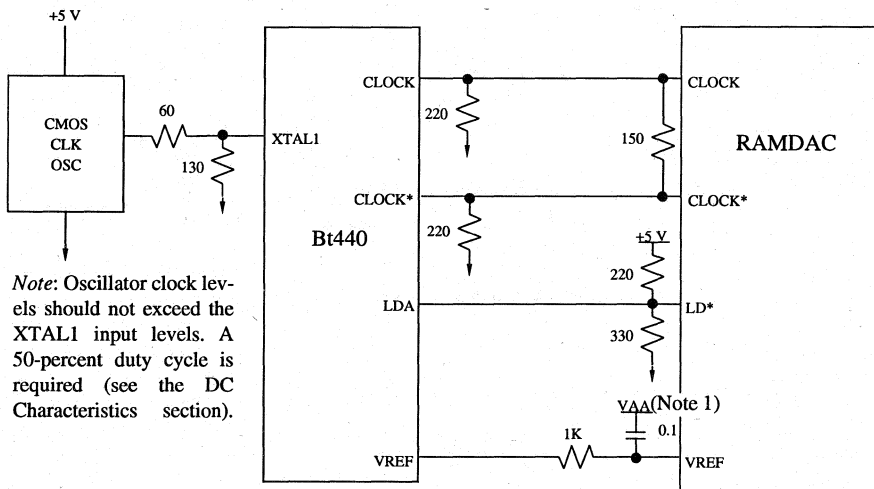 +5 V
CMOS
CLK
OSC
60
130
XTAL1
CLOCK
CLOCK*
Bt440
LDA
VREF
220
220
150
+5 V
220
330
VAA(Note 1)
0.1
1K
CLOCK
RAMDAC
CLOCK*
LD*
VREF
Note: Oscillator clock lev-
els should not exceed the
XTAL1 input levels. A
50-percent duty cycle is
required (see the DC
Characteristics section).